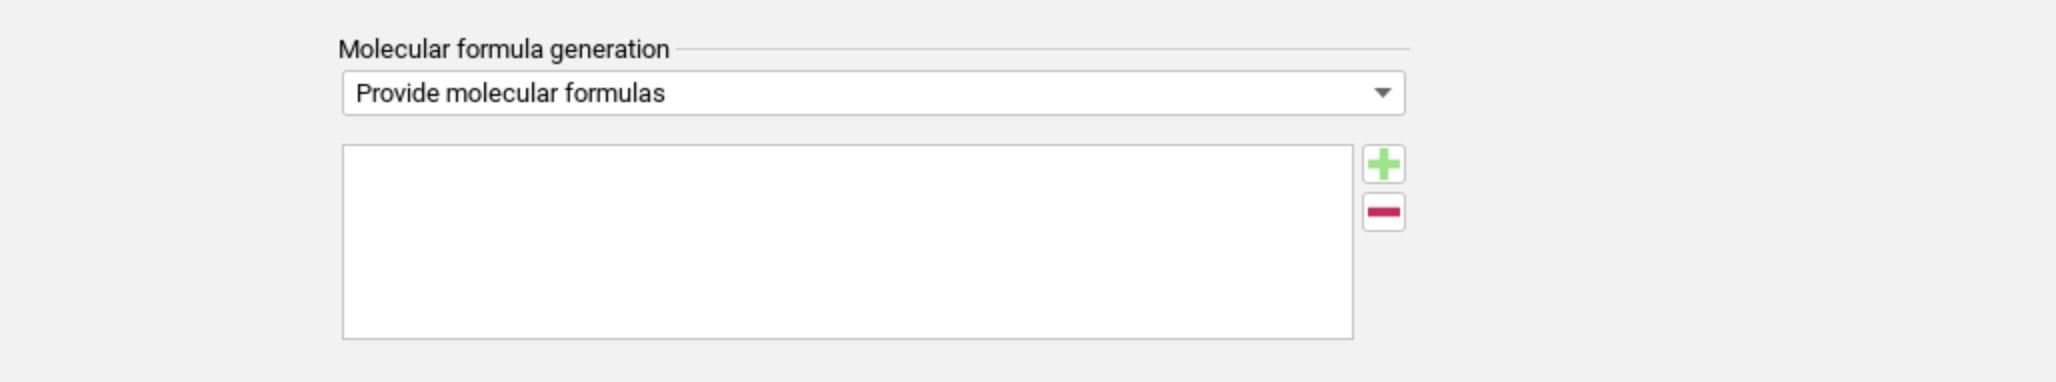 Molecular formula generation
Provide molecular formulas